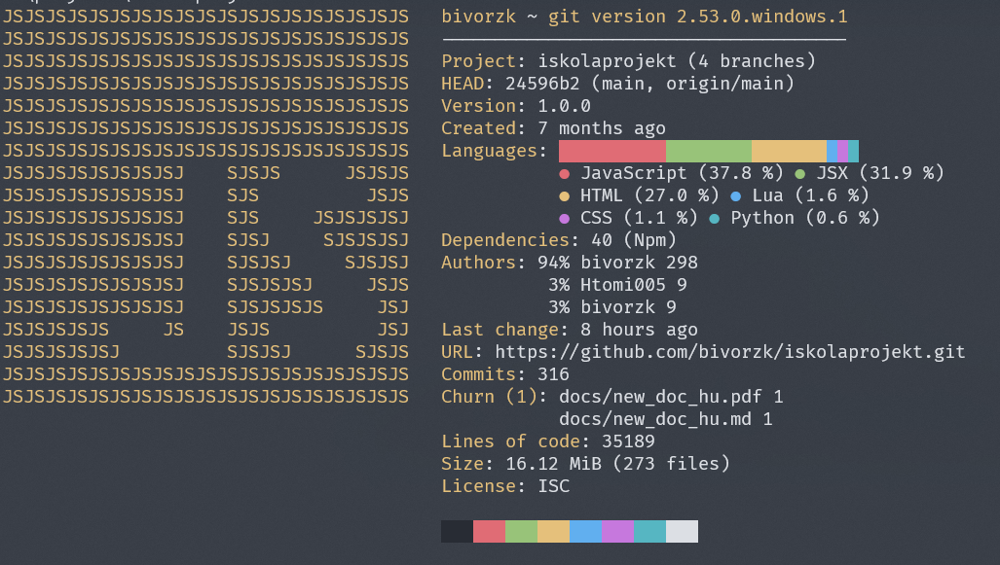 JSJSJSJSJSJSJSJSJSJSJSJSJSJSJSJSJSJSJS bivorzk ~ git version 2.53.0.windows.1
JSJSJSJSJSJSJSJSJSJSJSJSJSJSJSJSJSJSJS --------------------------------------
JSJSJSJSJSJSJSJSJSJSJSJSJSJSJSJSJSJSJS Project: iskolaprojekt (4 branches)
JSJSJSJSJSJSJSJSJSJSJSJSJSJSJSJSJSJSJS HEAD: 24596b2 (main, origin/main)
JSJSJSJSJSJSJSJSJSJSJSJSJSJSJSJSJSJSJS Version: 1.0.0
JSJSJSJSJSJSJSJSJSJSJSJSJSJSJSJSJSJSJS Created: 7 months ago
JSJSJSJSJSJSJSJSJSJSJSJSJSJSJSJSJSJSJS Languages:
JSJSJSJSJSJSJSJSJ    SJSJS      JSJSJS ● JavaScript (37.8 %) ● JSX (31.9 %)
JSJSJSJSJSJSJSJSJ    SJS          JSJS ● HTML (27.0 %) ● Lua (1.6 %)
JSJSJSJSJSJSJSJSJ    SJS     JSJSJSJSJ ● CSS (1.1 %) ● Python (0.6 %)
JSJSJSJSJSJSJSJSJ    SJSJ     SJSJSJSJ Dependencies: 40 (Npm)
JSJSJSJSJSJSJSJSJ    SJSJSJ     SJSJSJ Authors: 94% bivorzk 298
JSJSJSJSJSJSJSJSJ    SJSJSJSJ     JSJS 3% Htomi005 9
JSJSJSJSJSJSJSJSJ    SJSJSJSJS     JSJ 3% bivorzk 9
JSJSJSJSJS     JS    JSJS          JSJ Last change: 8 hours ago
JSJSJSJSJSJ          SJSJSJ      SJSJS URL: https://github.com/bivorzk/iskolaprojekt.git
JSJSJSJSJSJSJSJSJSJSJSJSJSJSJSJSJSJSJS Commits: 316
JSJSJSJSJSJSJSJSJSJSJSJSJSJSJSJSJSJSJS Churn (1): docs/new_doc_hu.pdf 1
docs/new_doc_hu.md 1
Lines of code: 35189
Size: 16.12 MiB (273 files)
License: ISC